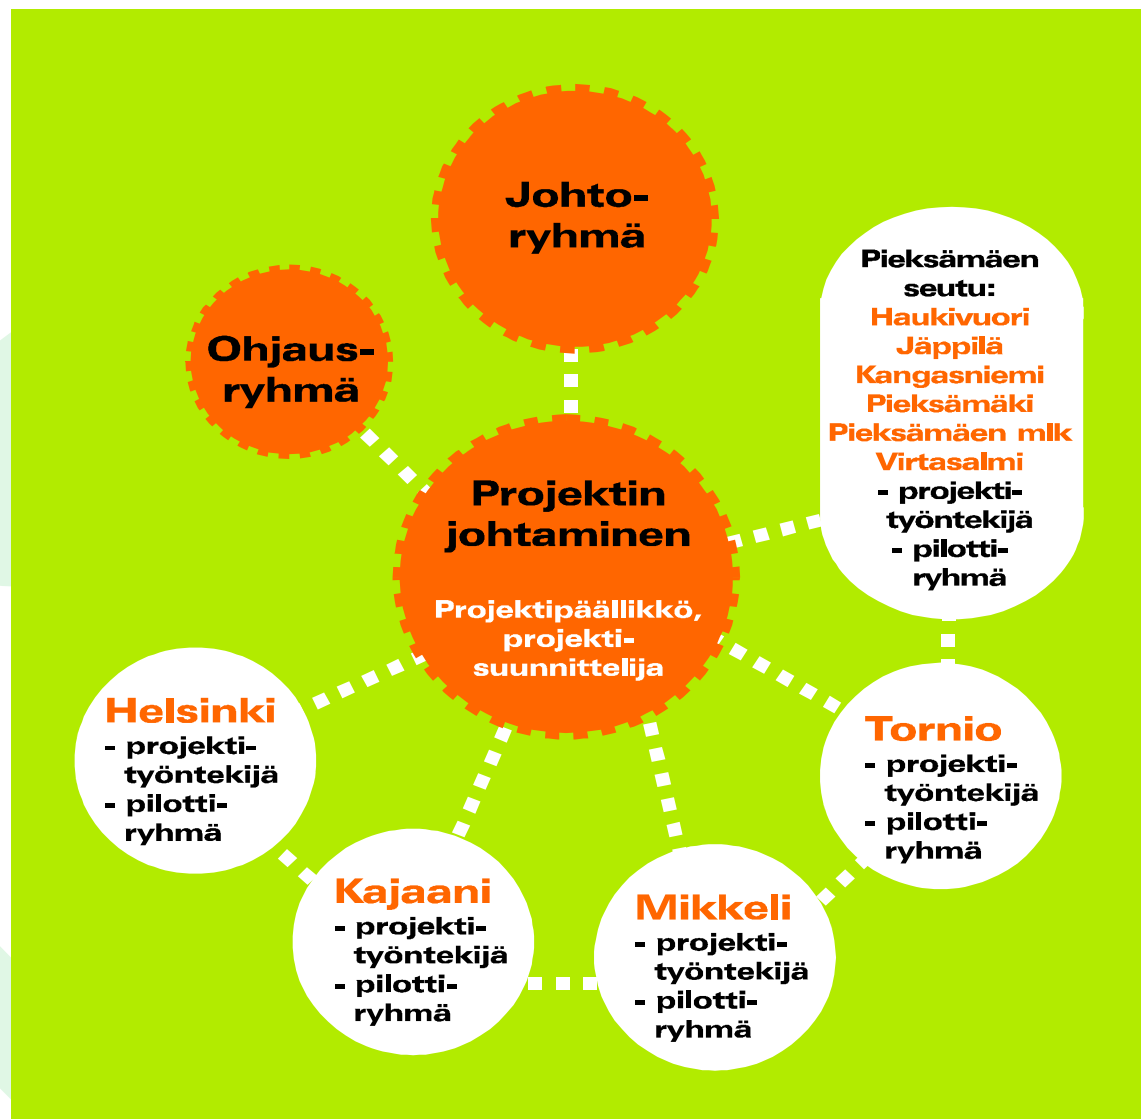 Johto-
ryhmä
Ohjaus-
ryhmä
Projektin
johtaminen
Projektipäällikkö,
projekti-
suunnittelija
Pieksämäen
seutu:
Haukivuori
Jäppilä
Kangasniemi
Pieksämäki
Pieksämäen mlk
Virtasalmi
- projekti-
työntekijä
- pilotti-
ryhmä
Helsinki
- projekti-
työntekijä
- pilotti-
ryhmä
Kajaani
- projekti-
työntekijä
- pilotti-
ryhmä
Mikkeli
- projekti-
työntekijä
- pilotti-
ryhmä
Tornio
- projekti-
työntekijä
- pilotti-
ryhmä